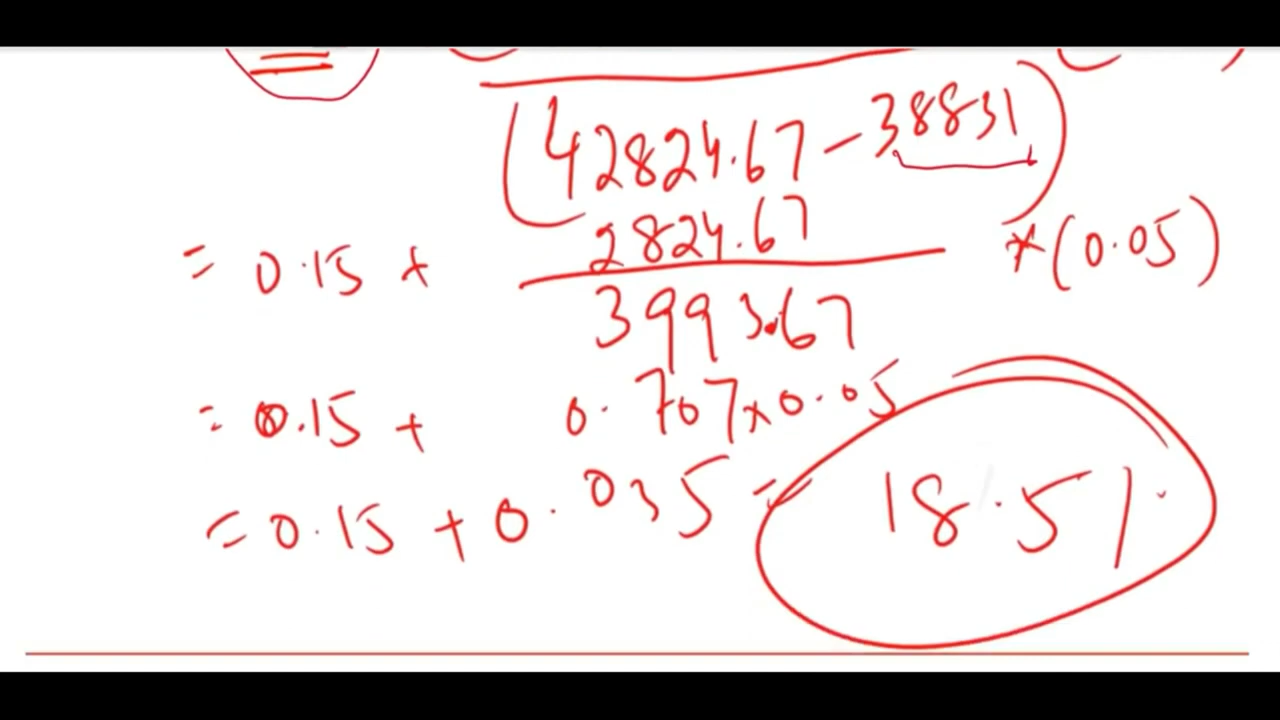 (42824.67 - 38831)
= 0.15 + 2824.67 / 3993.67 * (0.05)
= 0.15 + 0.707 x 0.05
= 0.15 + 0.035 = 18.5 %